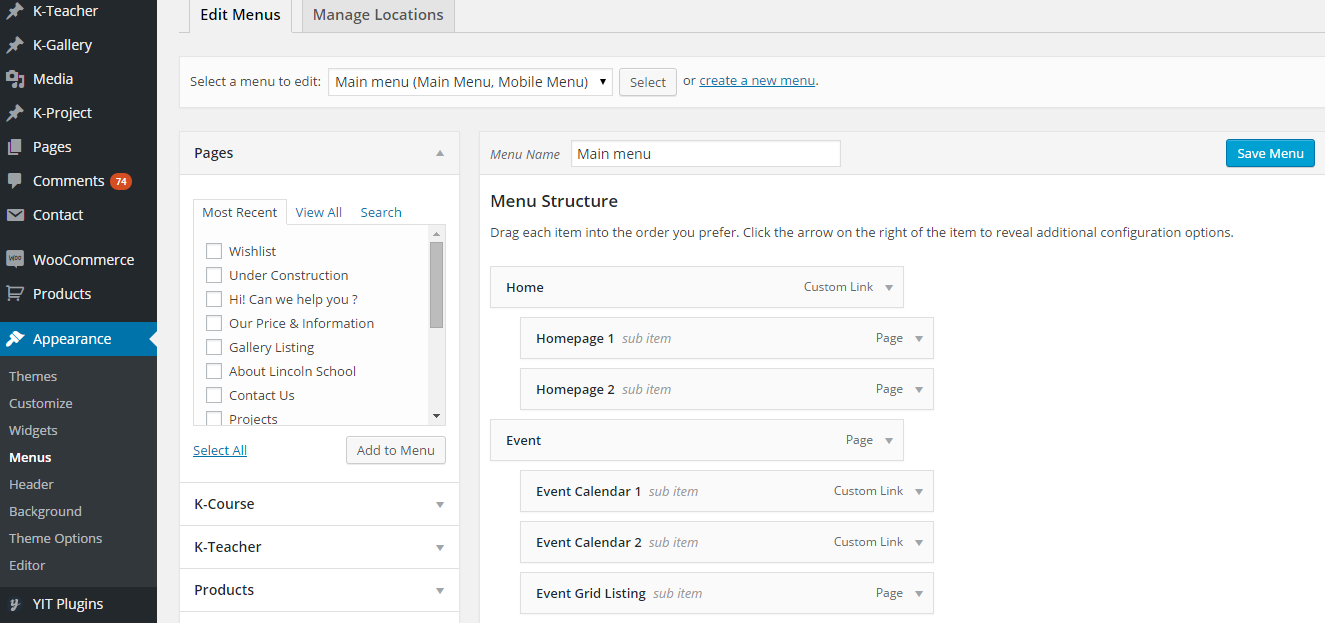 K-Teacher
K-Gallery
Media
K-Project
Pages
Comments 74
Contact
WooCommerce
Products
Appearance
Themes
Customize
Widgets
Menus
Header
Background
Theme Options
Editor
YIT Plugins
Edit Menus Manage Locations
Select a menu to edit: Main menu (Main Menu, Mobile Menu) Select or create a new menu.
Pages
Most Recent View All Search
Wishlist
Under Construction
Hi! Can we help you ?
Our Price & Information
Gallery Listing
About Lincoln School
Contact Us
Projects
Select All Add to Menu
K-Course
K-Teacher
Products
Menu Name Main menu Save Menu
Menu Structure
Drag each item into the order you prefer. Click the arrow on the right of the item to reveal additional configuration options.
Home Custom Link
Homepage 1 sub item Page
Homepage 2 sub item Page
Event Page
Event Calendar 1 sub item Custom Link
Event Calendar 2 sub item Custom Link
Event Grid Listing sub item Page